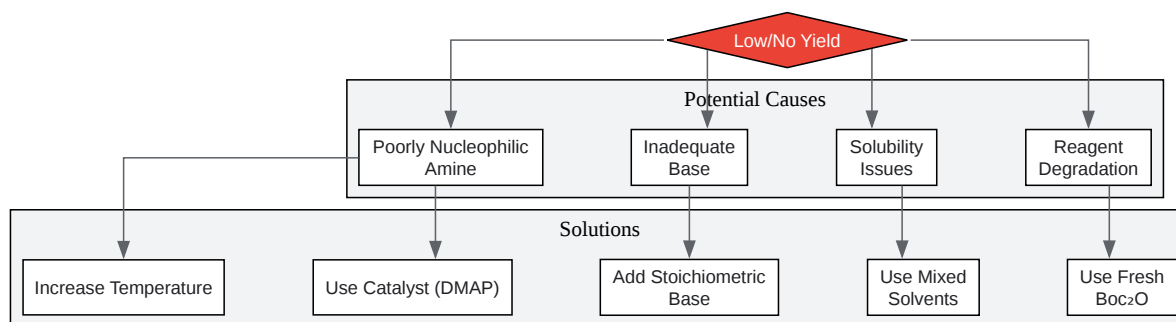 Low/No Yield
Potential Causes
Poorly Nucleophilic
Amine
Inadequate
Base
Solubility
Issues
Reagent
Degradation
Solutions
Increase Temperature
Use Catalyst (DMAP)
Add Stoichiometric
Base
Use Mixed
Solvents
Use Fresh
Boc₂O